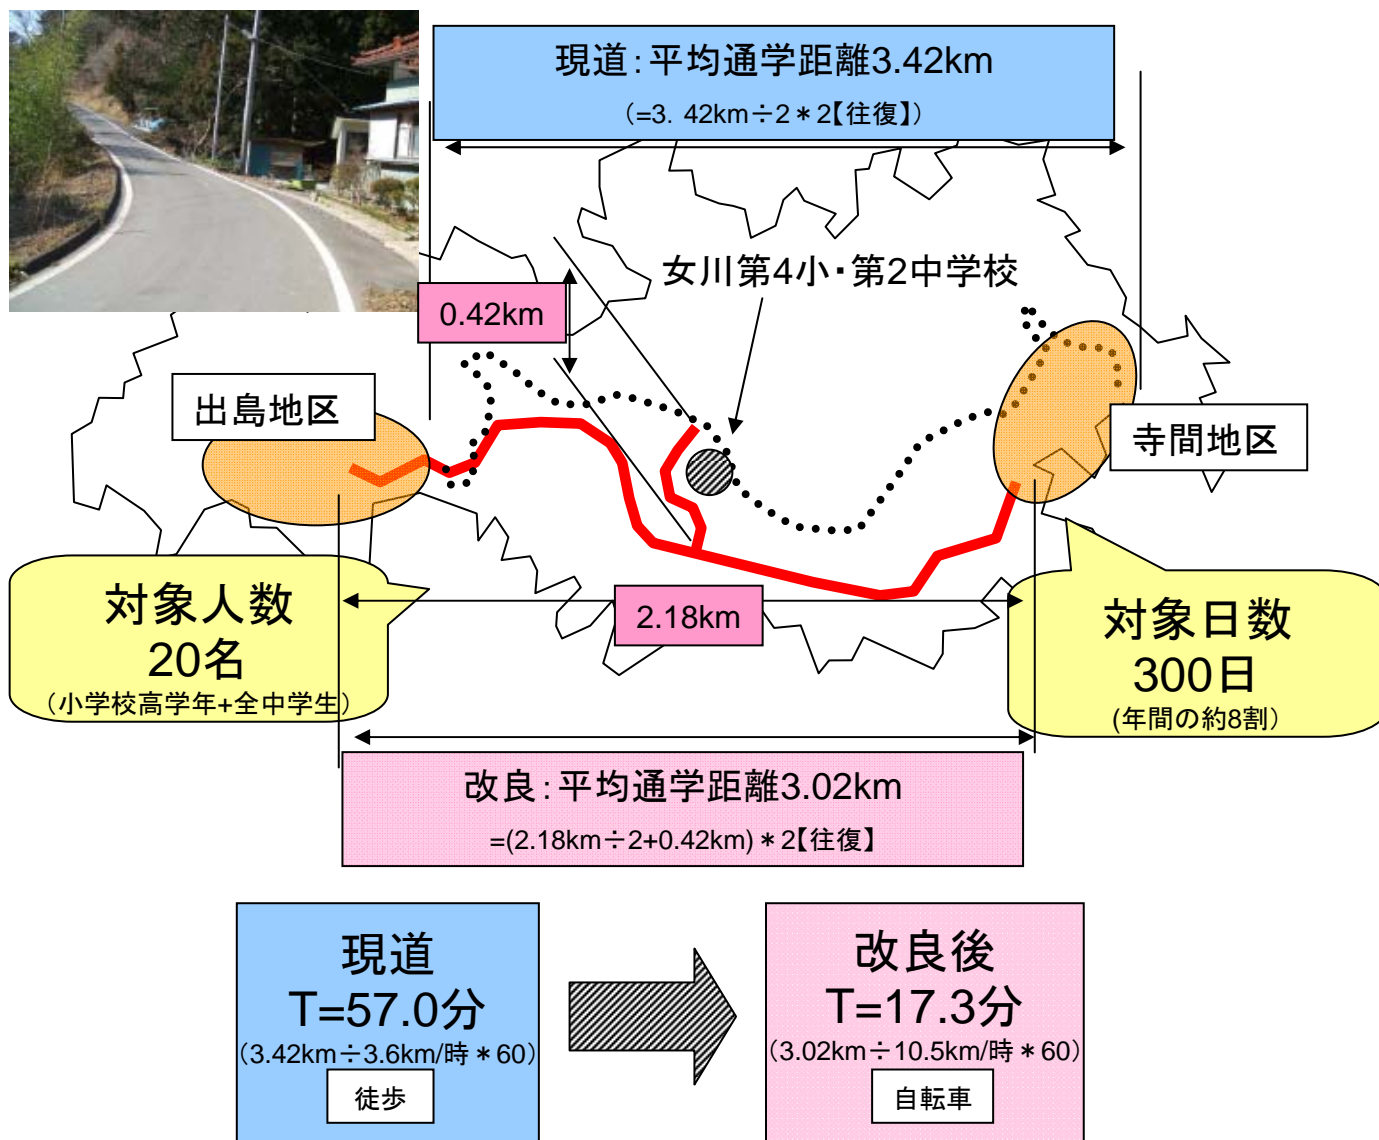 現道：平均通学距離3.42km
（=3. 42km÷2＊2【往復】）
女川第4小・第2中学校
0.42km
出島地区
寺間地区
対象人数
20名
（小学校高学年+全中学生）
2.18km
対象日数
300日
(年間の約8割）
改良：平均通学距離3.02km
=(2.18km÷2+0.42km)＊2【往復】
現道
T=57.0分
（3.42km÷3.6km/時＊60）
徒歩
改良後
T=17.3分
（3.02km÷10.5km/時＊60）
自転車